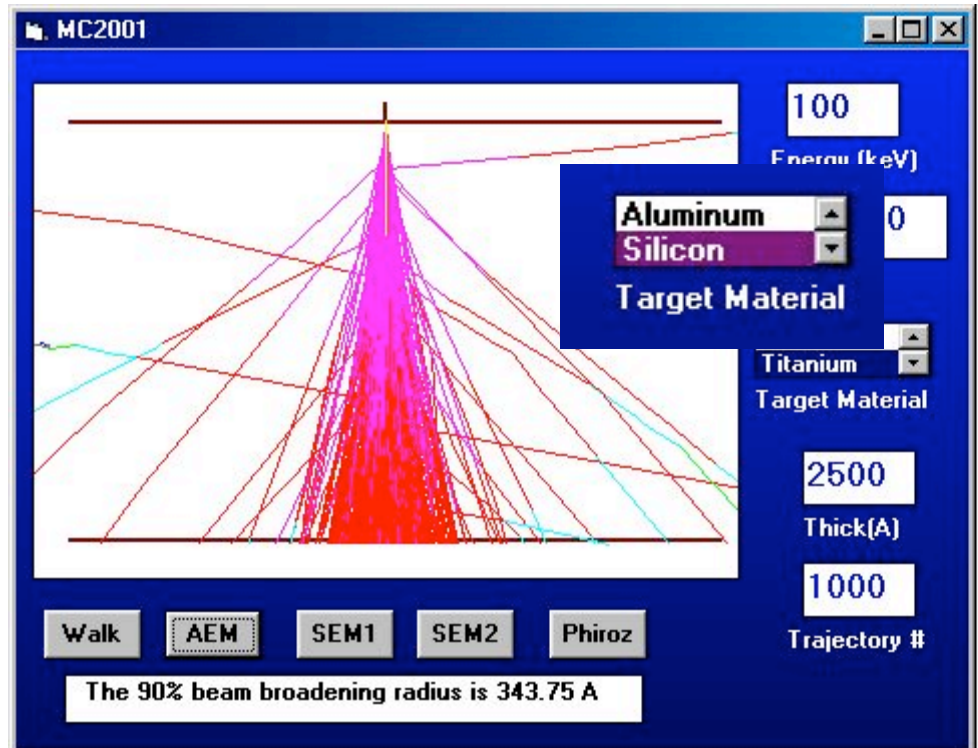 MC2001
100
Energy (keV)
Aluminum
Silicon
Target Material
0
Titanium
Target Material
2500
Thick(A)
1000
Trajectory #
Walk
AEM
SEM1
SEM2
Phiroz
The 90% beam broadening radius is 343.75 A